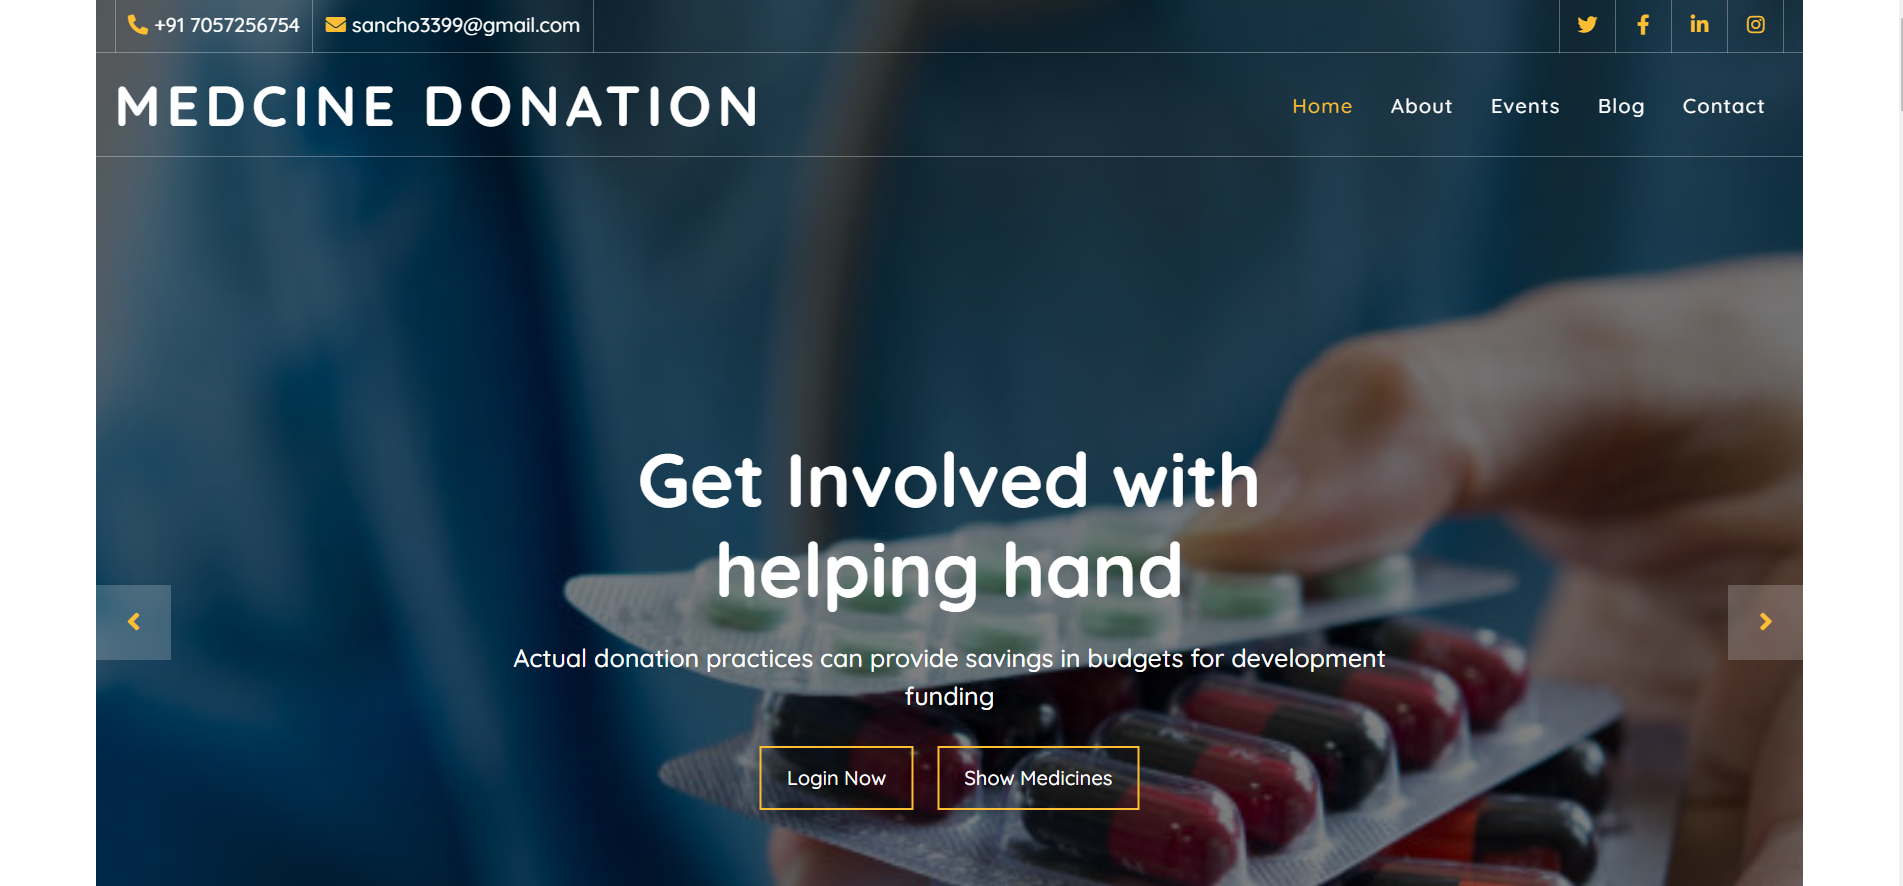 +91 7057256754 sancho3399@gmail.com
MEDCINE DONATION
Home About Events Blog Contact
Get Involved with
helping hand
Actual donation practices can provide savings in budgets for development
funding
Login Now Show Medicines